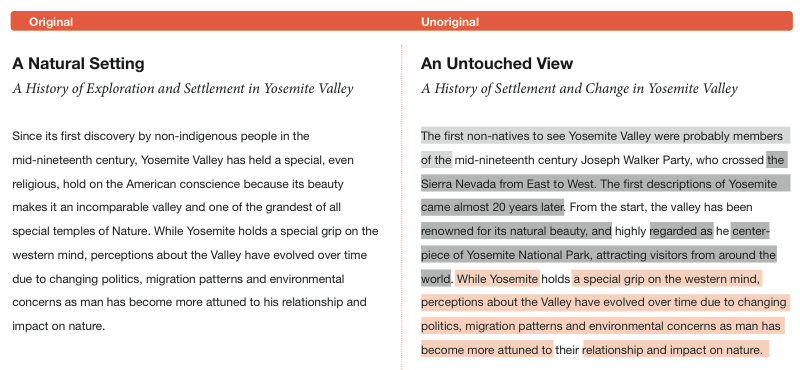 Original
Unoriginal
A Natural Setting
A History of Exploration and Settlement in Yosemite Valley
Since its first discovery by non-indigenous people in the
mid-nineteenth century, Yosemite Valley has held a special, even
religious, hold on the American conscience because its beauty
makes it an incomparable valley and one of the grandest of all
special temples of Nature. While Yosemite holds a special grip on the
western mind, perceptions about the Valley have evolved over time
due to changing politics, migration patterns and environmental
concerns as man has become more attuned to his relationship and
impact on nature.
An Untouched View
A History of Settlement and Change in Yosemite Valley
The first non-natives to see Yosemite Valley were probably members
of the mid-nineteenth century Joseph Walker Party, who crossed the
Sierra Nevada from East to West. The first descriptions of Yosemite
came almost 20 years later. From the start, the valley has been
renowned for its natural beauty, and highly regarded as he center-
piece of Yosemite National Park, attracting visitors from around the
world. While Yosemite holds a special grip on the western mind,
perceptions about the Valley have evolved over time due to changing
politics, migration patterns and environmental concerns as man has
become more attuned to their relationship and impact on nature.